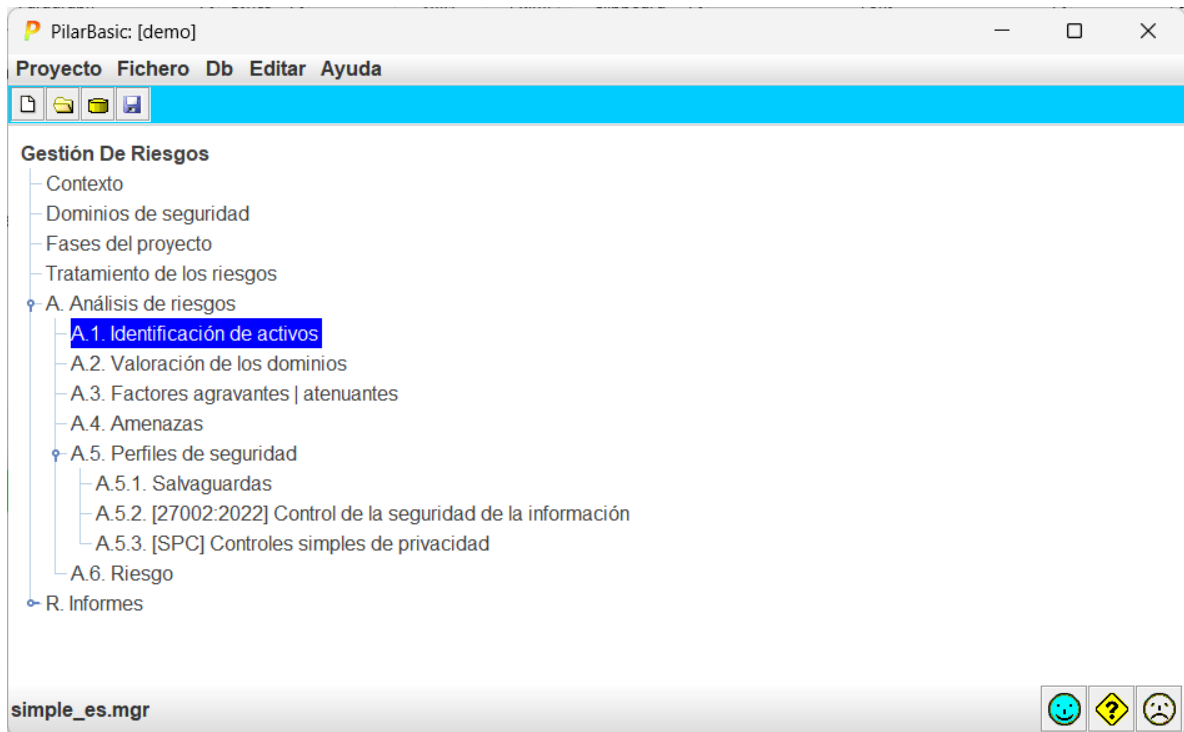 PilarBasic: [demo]
Proyecto Fichero Db Editar Ayuda
Gestión De Riesgos
Contexto
Dominios de seguridad
Fases del proyecto
Tratamiento de los riesgos
A. Análisis de riesgos
A.1. Identificación de activos
A.2. Valoración de los dominios
A.3. Factores agravantes | atenuantes
A.4. Amenazas
A.5. Perfiles de seguridad
A.5.1. Salvaguardas
A.5.2. [27002:2022] Control de la seguridad de la información
A.5.3. [SPC] Controles simples de privacidad
A.6. Riesgo
R. Informes
simple_es.mgr